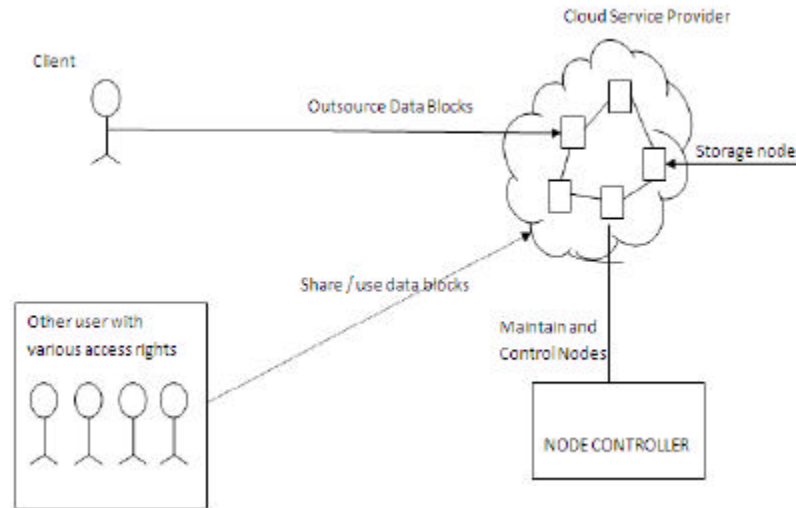 Cloud Service Provider
Client
Outsource Data Blocks
Storage node
Share / use data blocks
Other user with
various access rights
Maintain and
Control Nodes
NODE CONTROLLER